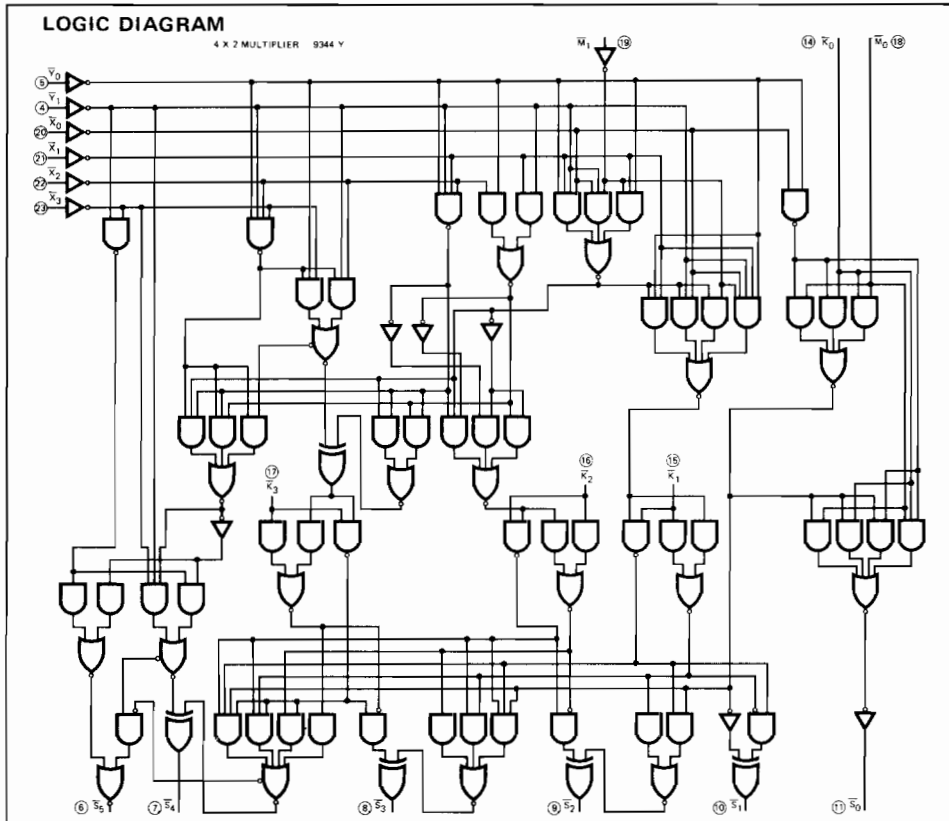 LOGIC DIAGRAM
4 X 2 MULTIPLIER 9344 Y
M̅₁ ⑲ ⑭ K̅₀ M̅₀ ⑱
⑤ Y̅₀
④ Y̅₁
⑳ X̅₀
㉑ X̅₁
㉒ X̅₂
㉓ X̅₃
⑰ K̅₃
⑯ K̅₂
⑮ K̅₁
⑥ S̅₅ ⑦ S̅₄ ⑧ S̅₃ ⑨ S̅₂ ⑩ S̅₁ ⑪ S̅₀